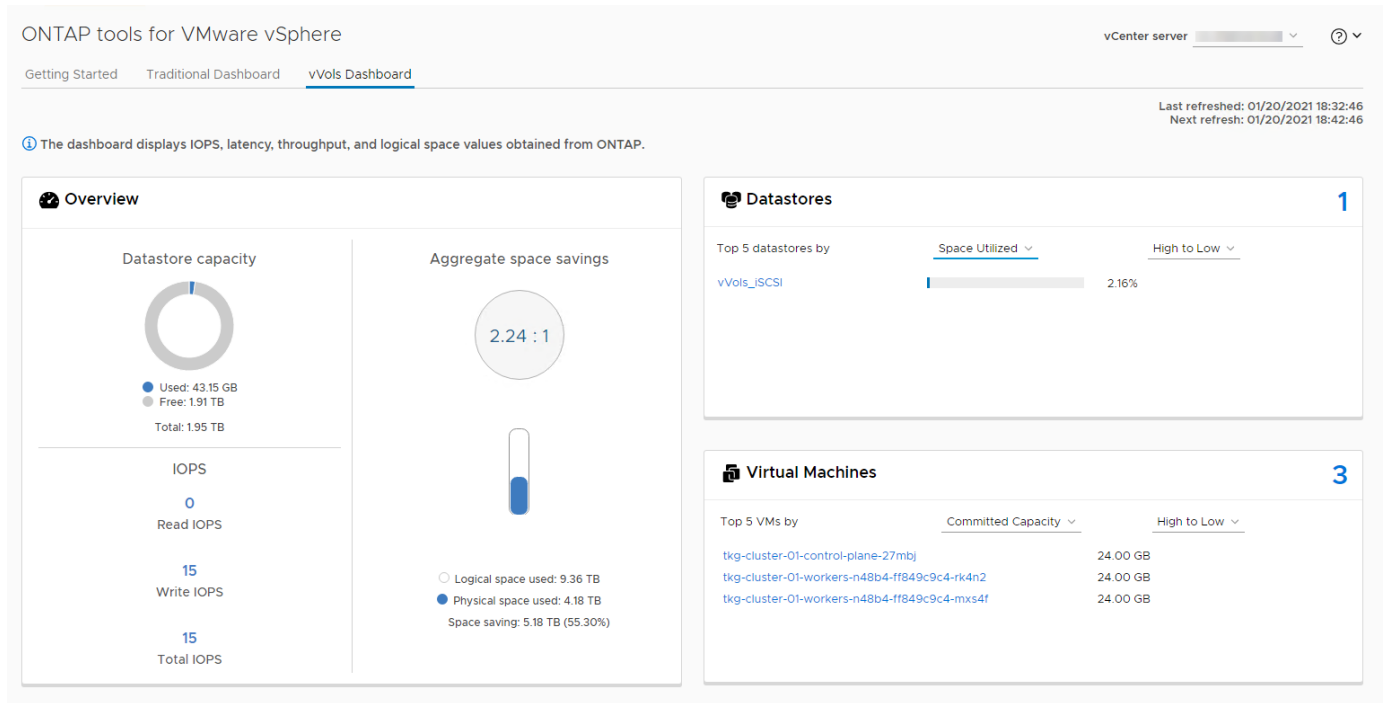 ONTAP tools for VMware vSphere
vCenter server
Getting Started Traditional Dashboard vVols Dashboard
Last refreshed: 01/20/2021 18:32:46
Next refresh: 01/20/2021 18:42:46
The dashboard displays IOPS, latency, throughput, and logical space values obtained from ONTAP.
Overview
Datastore capacity
Used: 43.15 GB
Free: 1.91 TB
Total: 1.95 TB
IOPS
0
Read IOPS
15
Write IOPS
15
Total IOPS
Aggregate space savings
2.24 : 1
Logical space used: 9.36 TB
Physical space used: 4.18 TB
Space saving: 5.18 TB (55.30%)
Datastores 1
Top 5 datastores by Space Utilized High to Low
vVols_iSCSI 2.16%
Virtual Machines 3
Top 5 VMs by Committed Capacity High to Low
tkg-cluster-01-control-plane-27mbj 24.00 GB
tkg-cluster-01-workers-n48b4-ff849c9c4-rk4n2 24.00 GB
tkg-cluster-01-workers-n48b4-ff849c9c4-mxs4f 24.00 GB